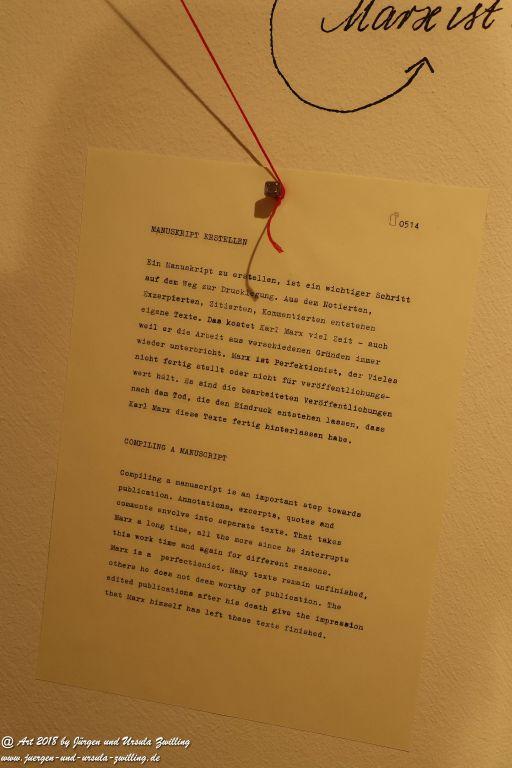 Marx ist
0514
MANUSKRIPT ERSTELLEN
Ein Manuskript zu erstellen, ist ein wichtiger Schritt
auf dem Weg zur Drucklegung. Aus dem Notierten,
Exzerpierten, Zitierten, Kommentierten entstehen
eigene Texte. Das kostet Karl Marx viel Zeit – auch
weil er die Arbeit aus verschiedenen Gründen immer
wieder unterbricht. Marx ist Perfektionist, der Vieles
nicht fertig stellt oder nicht für veröffentlichungs-
wert hält. Es sind die bearbeiteten Veröffentlichungen
nach dem Tod, die den Eindruck entstehen lassen, dass
Karl Marx diese Texte fertig hinterlassen habe.
COMPILING A MANUSCRIPT
Compiling a manuscript is an important step towards
publication. Annotations, excerpts, quotes and
comments envolve into separate texts. That takes
Marx a long time, all the more since he interrupts
this work time and again for different reasons.
Marx is a perfectionist. Many texts remain unfinished,
others he does not deem worthy of publication. The
edited publications after his death give the impression
that Marx himself has left these texts finished.
@ Art 2018 by Jürgen und Ursula Zwilling
www.juergen-und-ursula-zwilling.de